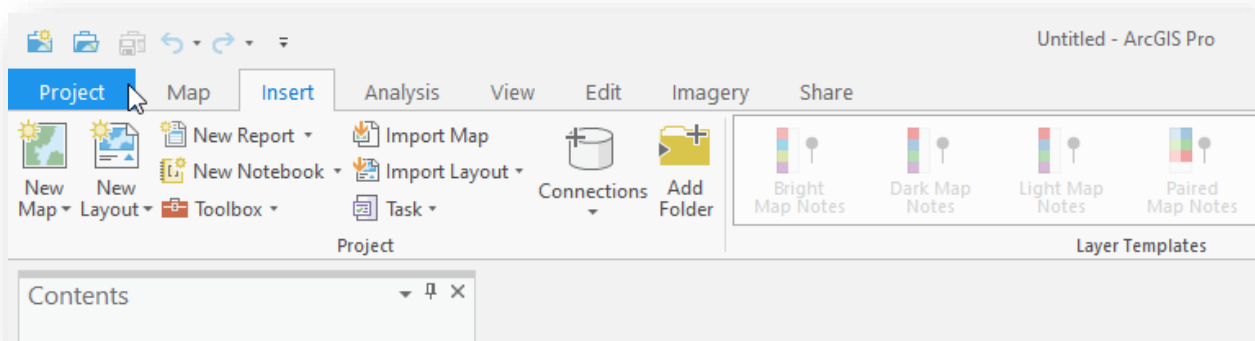 Untitled - ArcGIS Pro
Project Map Insert Analysis View Edit Imagery Share
New Map
New Layout
New Report
New Notebook
Toolbox
Import Map
Import Layout
Task
Connections
Add Folder
Project
Bright Map Notes
Dark Map Notes
Light Map Notes
Paired Map Notes
Layer Templates
Contents